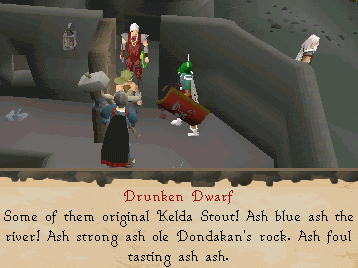 Drunken Dwarf
Some of them original Kelda Stout! Ash blue ash the
river! Ash strong ash ole Dondakan's rock. Ash foul
tasting ash ash.